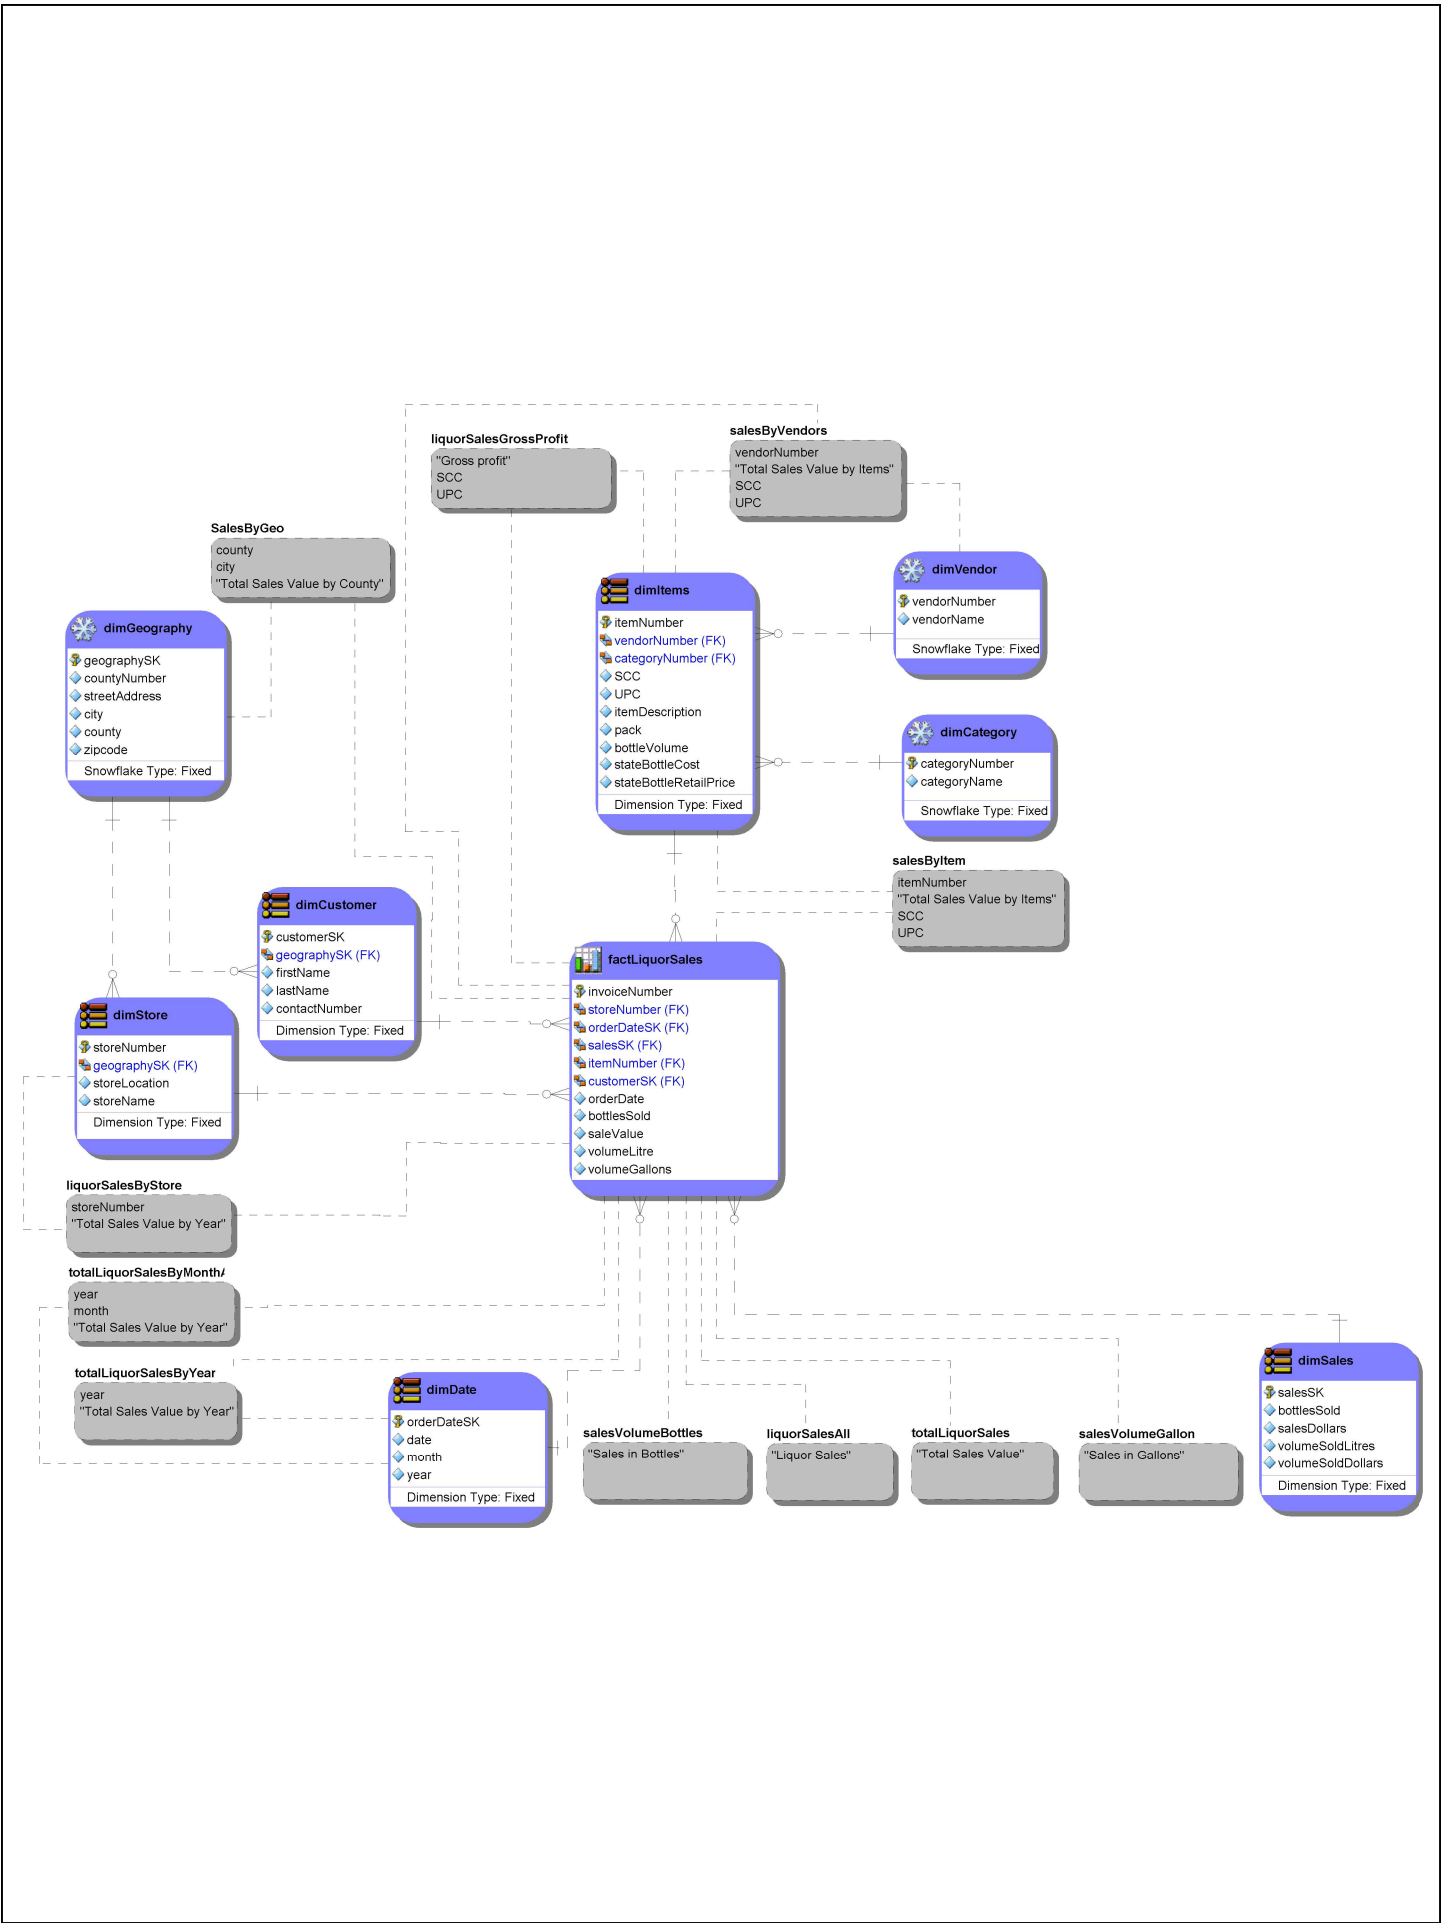 salesByVendors
vendorNumber
"Total Sales Value by Items"
SCC
UPC
liquorSalesGrossProfit
"Gross profit"
SCC
UPC
SalesByGeo
county
city
"Total Sales Value by County"
dimVendor
vendorNumber
vendorName
Snowflake Type: Fixed
dimItems
itemNumber
vendorNumber (FK)
categoryNumber (FK)
SCC
UPC
itemDescription
pack
bottleVolume
stateBottleCost
stateBottleRetailPrice
Dimension Type: Fixed
dimGeography
geographySK
countyNumber
streetAddress
city
county
zipcode
Snowflake Type: Fixed
dimCategory
categoryNumber
categoryName
Snowflake Type: Fixed
salesByItem
itemNumber
"Total Sales Value by Items"
SCC
UPC
dimCustomer
customerSK
geographySK (FK)
firstName
lastName
contactNumber
Dimension Type: Fixed
factLiquorSales
invoiceNumber
storeNumber (FK)
orderDateSK (FK)
salesSK (FK)
itemNumber (FK)
customerSK (FK)
orderDate
bottlesSold
saleValue
volumeLitre
volumeGallons
dimStore
storeNumber
geographySK (FK)
storeLocation
storeName
Dimension Type: Fixed
liquorSalesByStore
storeNumber
"Total Sales Value by Year"
totalLiquorSalesByMonth
year
month
"Total Sales Value by Year"
totalLiquorSalesByYear
year
"Total Sales Value by Year"
dimDate
orderDateSK
date
month
year
Dimension Type: Fixed
salesVolumeBottles
"Sales in Bottles"
liquorSalesAll
"Liquor Sales"
totalLiquorSales
"Total Sales Value"
salesVolumeGallon
"Sales in Gallons"
dimSales
salesSK
bottlesSold
salesDollars
volumeSoldLitres
volumeSoldDollars
Dimension Type: Fixed